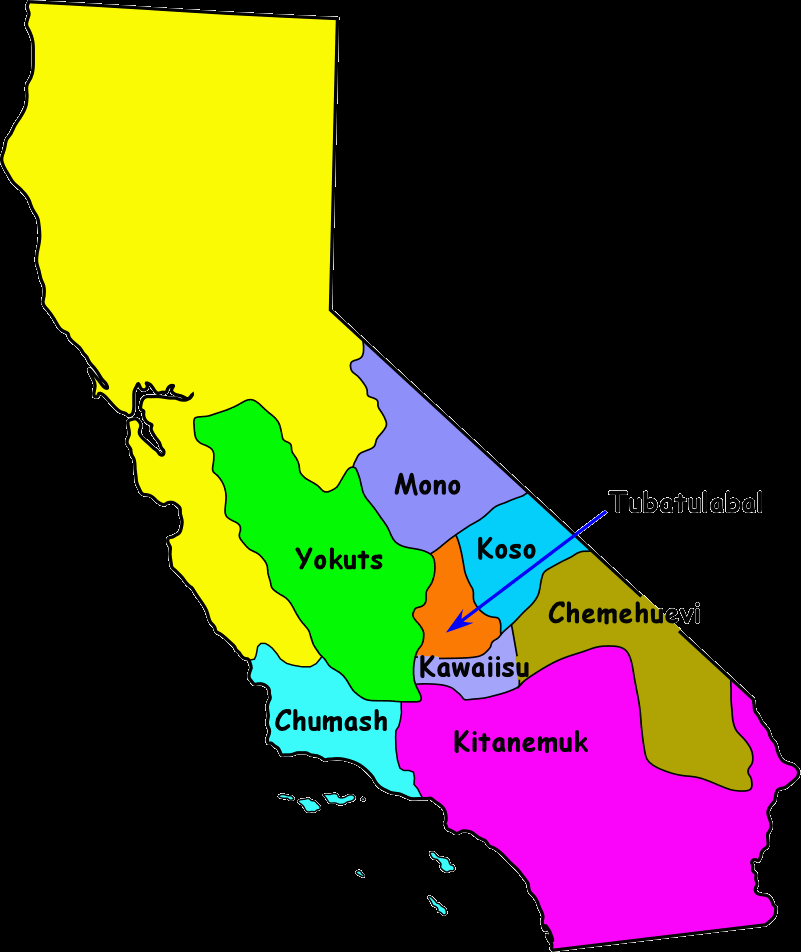 Mono
Tubatulabal
Koso
Yokuts
Chemehuevi
Kawaiisu
Chumash
Kitanemuk